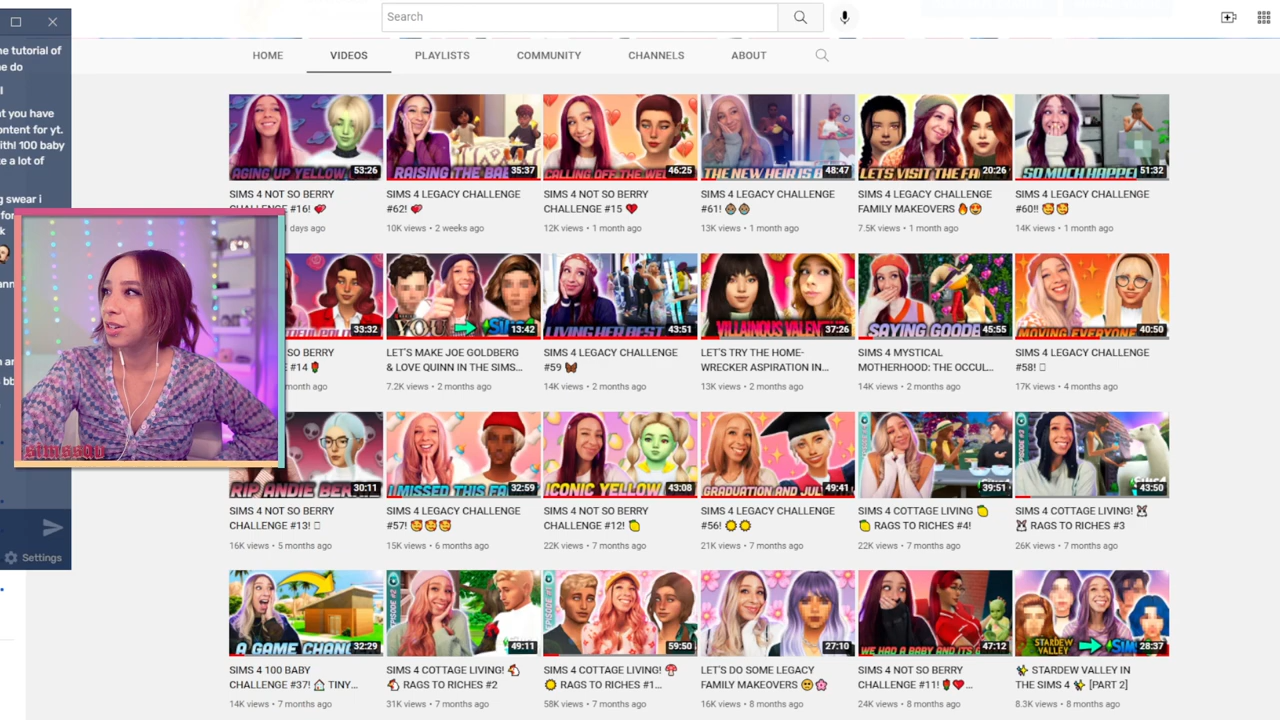 Search
HOME
VIDEOS
PLAYLISTS
COMMUNITY
CHANNELS
ABOUT
tutorial of
do
I
you have
for yt.
100 baby
a lot of
swear i
Settings
simssad
AGING UP YELLOW
53:26
RAISING THE
35:37
CALLING OFF THE
46:25
THE NEW HEIR IS
48:47
LETS VISIT THE
20:26
SO MUCH
51:32
SIMS 4 NOT SO BERRY
CHALLENGE #16! 💕
days ago
SIMS 4 LEGACY CHALLENGE
#62! 💕
10K views • 2 weeks ago
SIMS 4 NOT SO BERRY
CHALLENGE #15 💔
12K views • 1 month ago
SIMS 4 LEGACY CHALLENGE
#61! 👵🏽👵🏽
13K views • 1 month ago
SIMS 4 LEGACY CHALLENGE
FAMILY MAKEOVERS 🔥😍
7.5K views • 1 month ago
SIMS 4 LEGACY CHALLENGE
#60!! 🥰🥰
14K views • 1 month ago
33:32
YOU
13:42
LIVING HER BEST
43:51
VILLAINOUS
37:26
SAYING
45:55
MOVING EVERYONE
40:50
SO BERRY
#14 🌹
month ago
LET'S MAKE JOE GOLDBERG
& LOVE QUINN IN THE SIMS...
7.2K views • 2 months ago
SIMS 4 LEGACY CHALLENGE
#59 🦋
14K views • 2 months ago
LET'S TRY THE HOME-
WRECKER ASPIRATION IN...
13K views • 2 months ago
SIMS 4 MYSTICAL
MOTHERHOOD: THE OCCUL...
14K views • 2 months ago
SIMS 4 LEGACY CHALLENGE
#58!
17K views • 4 months ago
RIP ANDIE
30:11
I MISSED THIS
32:59
ICONIC YELLOW
43:08
GRADUATION AND
49:41
39:51
EPISODE #3
43:50
SIMS 4 NOT SO BERRY
CHALLENGE #13!
16K views • 5 months ago
SIMS 4 LEGACY CHALLENGE
#57! 🥰🥰🥰
15K views • 6 months ago
SIMS 4 NOT SO BERRY
CHALLENGE #12! 🍋
22K views • 7 months ago
SIMS 4 LEGACY CHALLENGE
#56! 🌞🌞
21K views • 7 months ago
SIMS 4 COTTAGE LIVING 🍋
🍋 RAGS TO RICHES #4!
22K views • 7 months ago
SIMS 4 COTTAGE LIVING! 🐰
🐰 RAGS TO RICHES #3
26K views • 7 months ago
A GAME
32:29
EPISODE #2
49:11
59:50
27:10
WE HAD A BABY AND
47:12
STARDEW
VALLEY
28:37
SIMS 4 100 BABY
CHALLENGE #37! 🏠 TINY...
14K views • 7 months ago
SIMS 4 COTTAGE LIVING! 🐴
🐴 RAGS TO RICHES #2
31K views • 7 months ago
SIMS 4 COTTAGE LIVING! 🍄
🌞 RAGS TO RICHES #1...
58K views • 7 months ago
LET'S DO SOME LEGACY
FAMILY MAKEOVERS 🥺🌸
16K views • 8 months ago
SIMS 4 NOT SO BERRY
CHALLENGE #11! 🌹❤️...
24K views • 8 months ago
✨ STARDEW VALLEY IN
THE SIMS 4 ✨ [PART 2]
8.3K views • 8 months ago